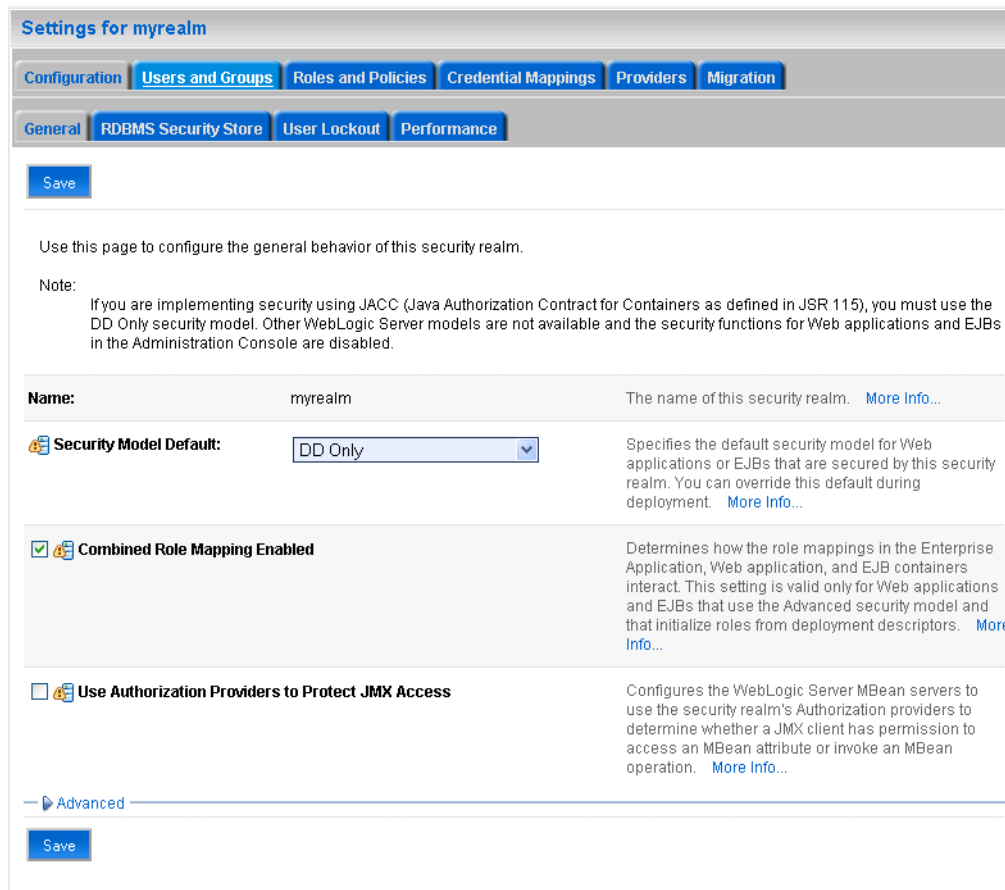 Settings for myrealm
Configuration Users and Groups Roles and Policies Credential Mappings Providers Migration
General RDBMS Security Store User Lockout Performance
Save
Use this page to configure the general behavior of this security realm.
Note:
If you are implementing security using JACC (Java Authorization Contract for Containers as defined in JSR 115), you must use the
DD Only security model. Other WebLogic Server models are not available and the security functions for Web applications and EJBs
in the Administration Console are disabled.
Name: myrealm The name of this security realm. More Info...
Security Model Default: DD Only Specifies the default security model for Web
applications or EJBs that are secured by this security
realm. You can override this default during
deployment. More Info...
Combined Role Mapping Enabled Determines how the role mappings in the Enterprise
Application, Web application, and EJB containers
interact. This setting is valid only for Web applications
and EJBs that use the Advanced security model and
that initialize roles from deployment descriptors. More
Info...
Use Authorization Providers to Protect JMX Access Configures the WebLogic Server MBean servers to
use the security realm's Authorization providers to
determine whether a JMX client has permission to
access an MBean attribute or invoke an MBean
operation. More Info...
Advanced
Save